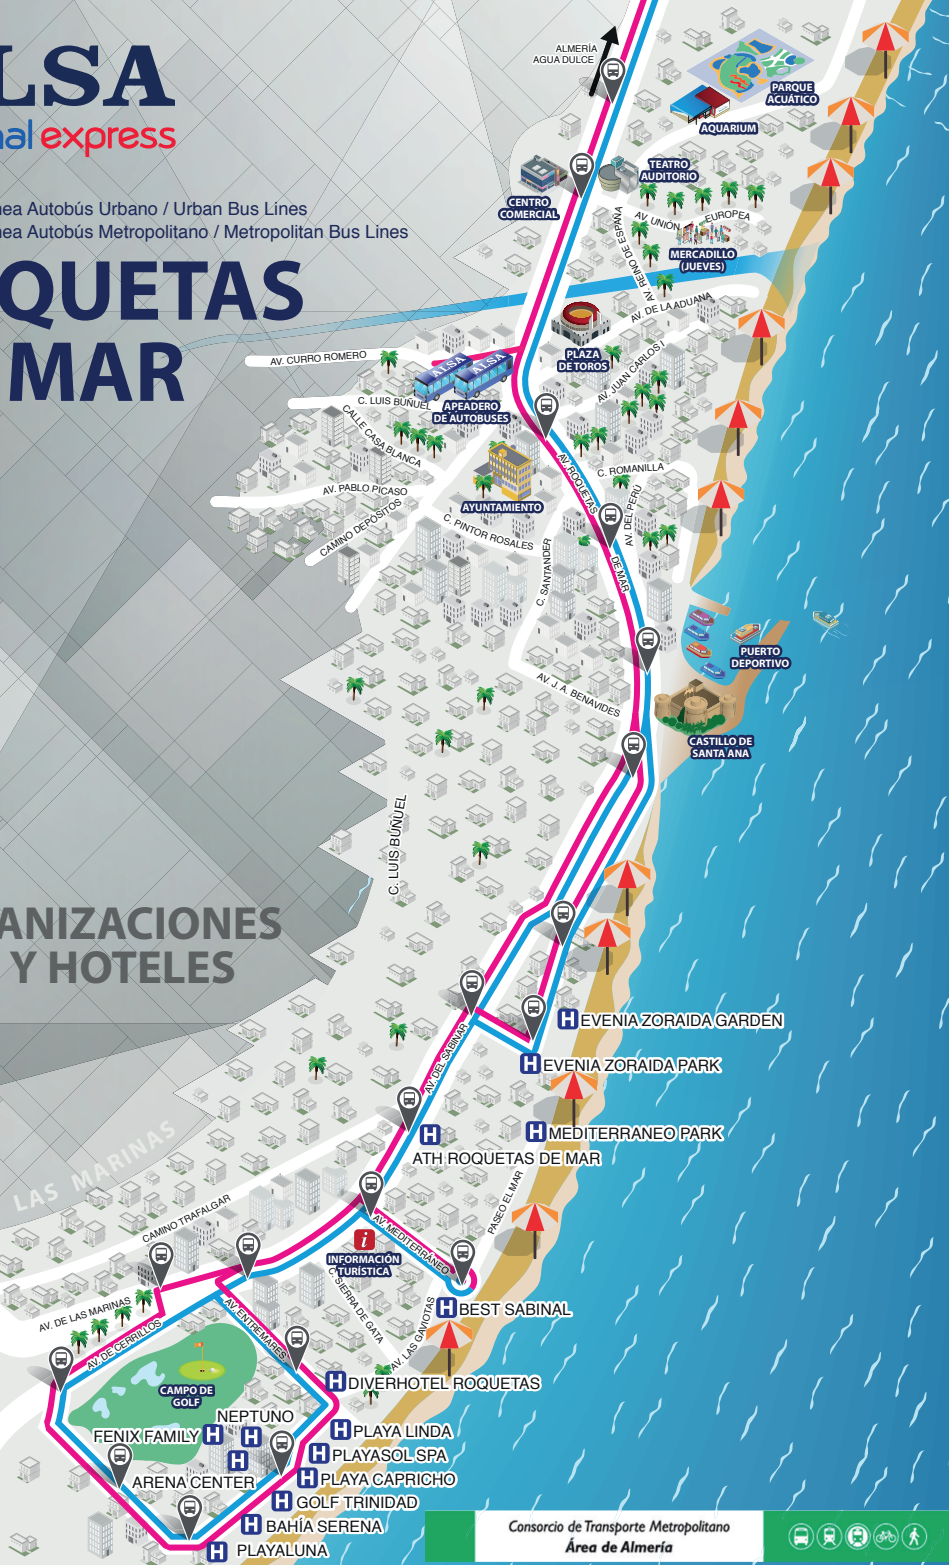 LSA
nal express
nea Autobús Urbano / Urban Bus Lines
nea Autobús Metropolitano / Metropolitan Bus Lines
QUETAS
MAR
ALMERÍA
AGUA DULCE
PARQUE
ACUÁTICO
AQUARIUM
TEATRO
AUDITORIO
CENTRO
COMERCIAL
AV. UNIÓN EUROPEA
AV. REINO DE ESPAÑA
MERCADILLO
(JUEVES)
AV. DE LA ADUANA
PLAZA
DE TOROS
AV. JUAN CARLOS I
AV. CURRO ROMERO
ALSA
ALSA
C. LUIS BUÑUEL
APEADERO
DE AUTOBUSES
CALLE CASA BLANCA
AV. ROQUETAS DE MAR
C. ROMANILLA
AV. PABLO PICASO
AYUNTAMIENTO
AV. DEL PERÚ
CAMINO DEPÓSITOS
C. PINTOR ROSALES
C. SANTANDER
PUERTO
DEPORTIVO
AV. J. A. BENAVIDES
CASTILLO DE
SANTA ANA
C. LUIS BUÑUEL
ANIZACIONES
Y HOTELES
H EVENIA ZORAIDA GARDEN
AV. DEL SABINAR
H EVENIA ZORAIDA PARK
H MEDITERRANEO PARK
H
ATH ROQUETAS DE MAR
LAS MARINAS
PASEO EL MAR
CAMINO TRAFALGAR
AV. MEDITERRÁNEO
i
INFORMACIÓN
TURÍSTICA
C. SIERRA DE GATA
H BEST SABINAL
AV. LAS GAVIOTAS
AV. DE LAS MARINAS
AV. DE CERRILLOS
AV. ENTREMARES
CAMPO DE
GOLF
H DIVERHOTEL ROQUETAS
NEPTUNO
H
FENIX FAMILY H
H PLAYA LINDA
H
H PLAYASOL SPA
ARENA CENTER
H PLAYA CAPRICHO
H GOLF TRINIDAD
H BAHÍA SERENA
H PLAYALUNA
Consorcio de Transporte Metropolitano
Área de Almería